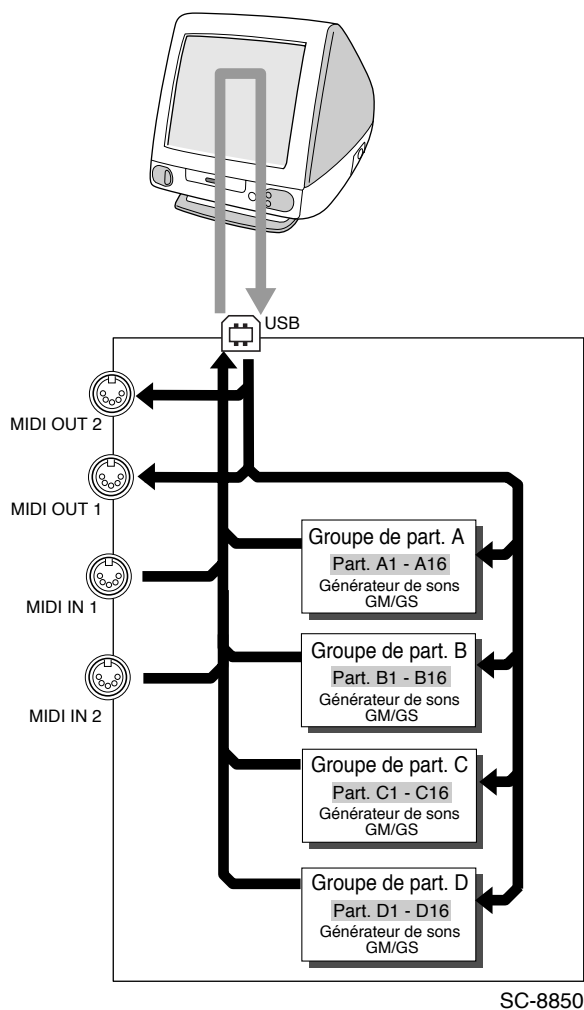 USB
MIDI OUT 2
MIDI OUT 1
MIDI IN 1
MIDI IN 2
Groupe de part. A
Part. A1 - A16
Générateur de sons
GM/GS
Groupe de part. B
Part. B1 - B16
Générateur de sons
GM/GS
Groupe de part. C
Part. C1 - C16
Générateur de sons
GM/GS
Groupe de part. D
Part. D1 - D16
Générateur de sons
GM/GS
SC-8850